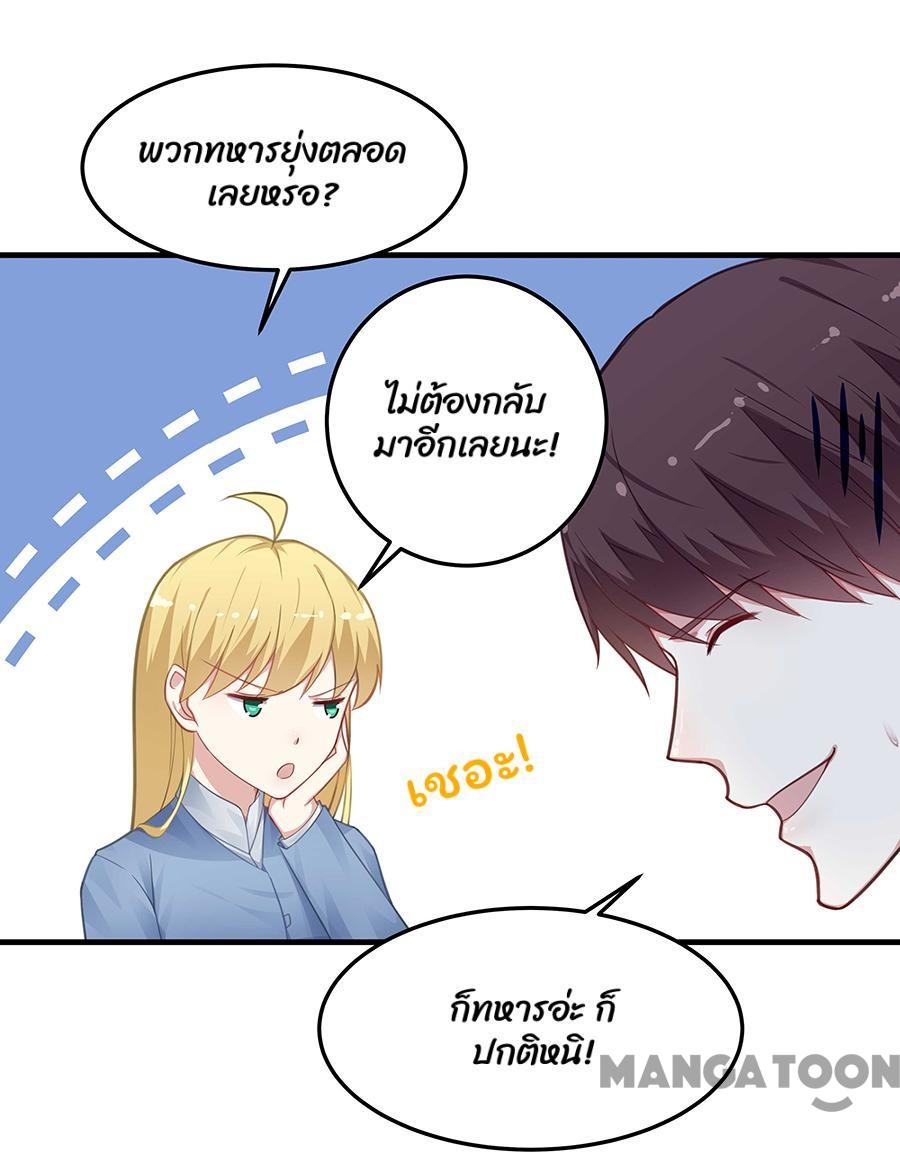 พวกทหารยุ่งตลอด
เลยหรอ?
ไม่ต้องกลับ
มาอีกเลยนะ!
เชอะ!
ก็ทหารอ่ะ ก็
ปกติหนิ!
MANGATOON